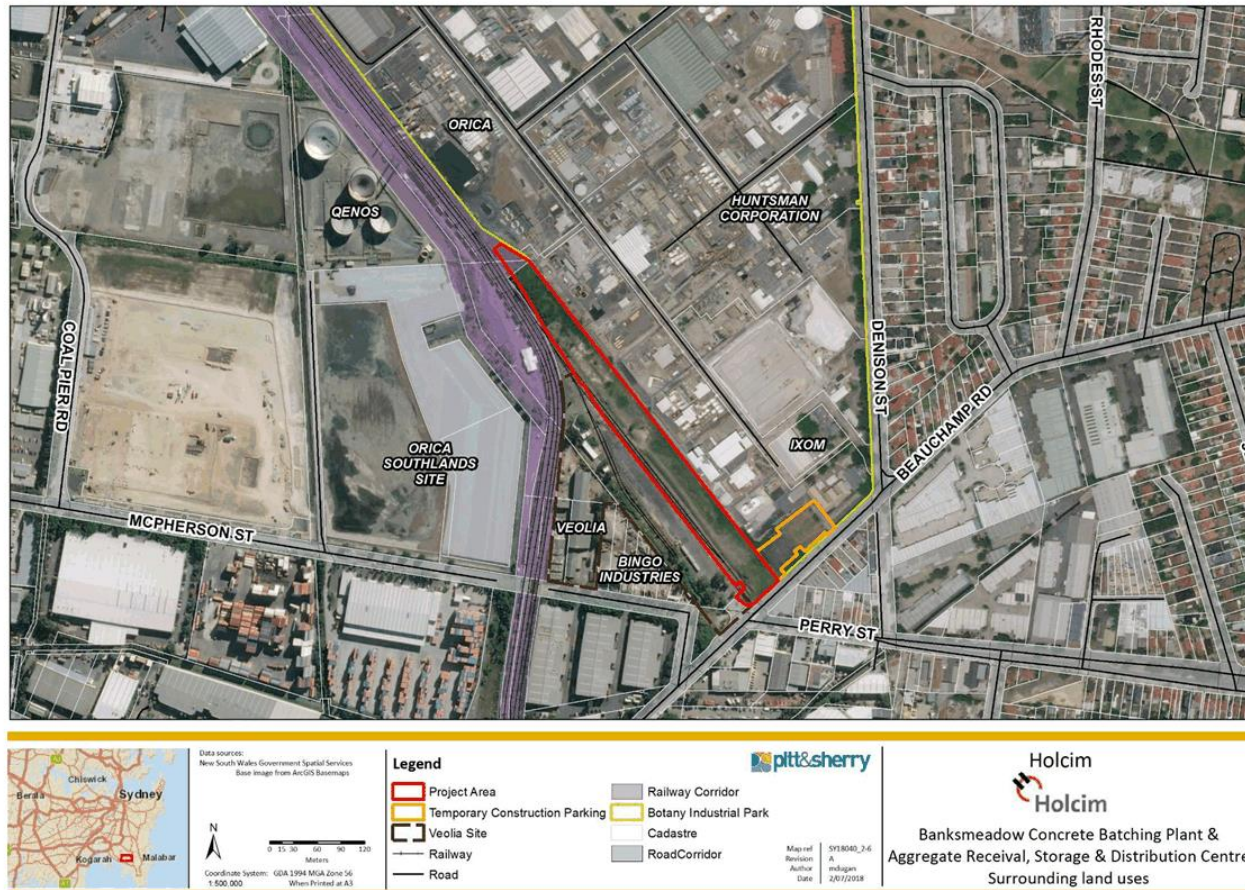 ORICA
QENOS
HUNTSMAN
CORPORATION
RHODES ST
COAL PIER RD
DENISON ST
BEAUCHAMP RD
ORICA
SOUTHLANDS
SITE
IXOM
MCPHERSON ST
VEOLIA
BINGO
INDUSTRIES
PERRY ST
Chiswick
Berala
Sydney
Kogarah
Malabar
Data sources:
New South Wales Government Spatial Services
Base image from ArcGIS Basemaps
N
0 15 30 60 90 120
Meters
Coordinate System: GDA 1994 MGA Zone 56
1:500,000 When Printed at A3
Legend
Project Area
Temporary Construction Parking
Veolia Site
Railway
Road
Railway Corridor
Botany Industrial Park
Cadastre
RoadCorridor
pitt&sherry
Map ref SY18040_2-6
Revision A
Author mdugan
Date 2/07/2018
Holcim
Holcim
Banksmeadow Concrete Batching Plant &
Aggregate Receival, Storage & Distribution Centre
Surrounding land uses